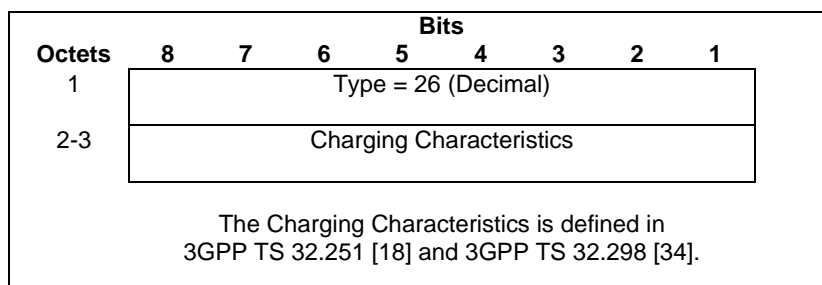 Bits
Octets 8 7 6 5 4 3 2 1
1 Type = 26 (Decimal)
2-3 Charging Characteristics
The Charging Characteristics is defined in
3GPP TS 32.251 [18] and 3GPP TS 32.298 [34].